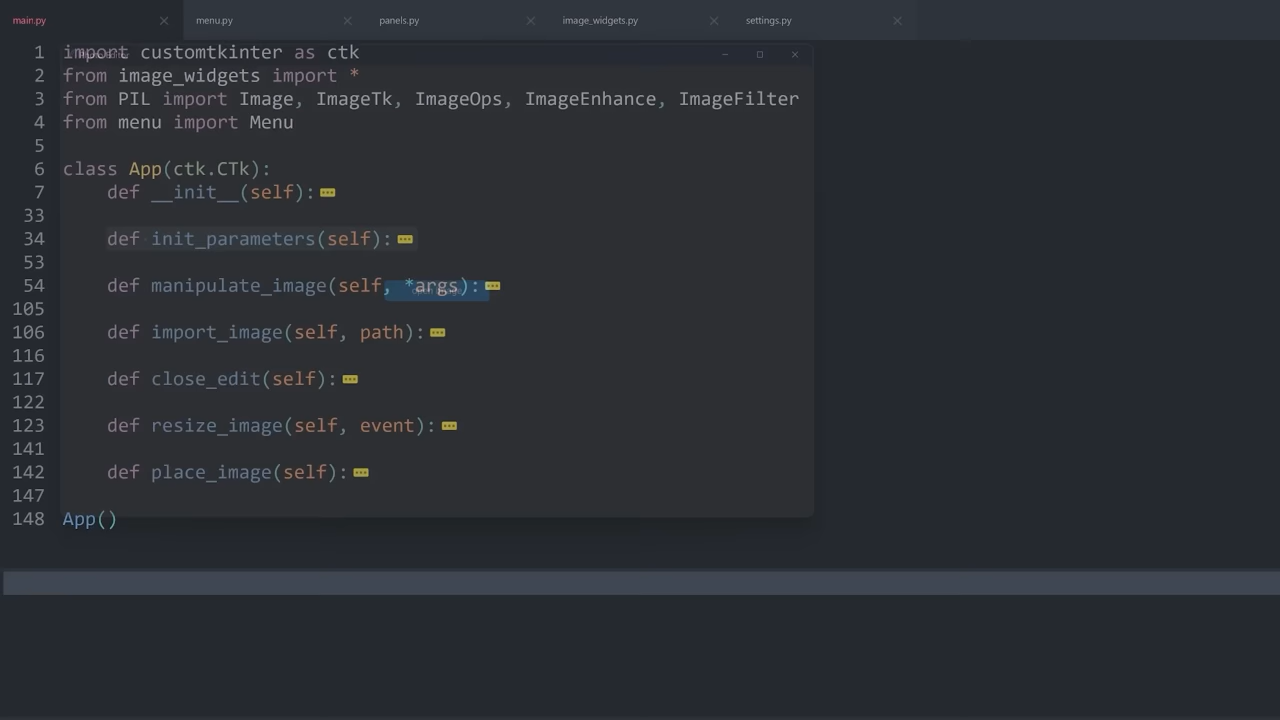 main.py
menu.py
panels.py
image_widgets.py
settings.py
1 import customtkinter as ctk
2 from image_widgets import *
3 from PIL import Image, ImageTk, ImageOps, ImageEnhance, ImageFilter
4 from menu import Menu
5
6 class App(ctk.CTk):
7 def __init__(self):
33
34 def init_parameters(self):
53
54 def manipulate_image(self, *args):
105
106 def import_image(self, path):
116
117 def close_edit(self):
122
123 def resize_image(self, event):
141
142 def place_image(self):
147
148 App()